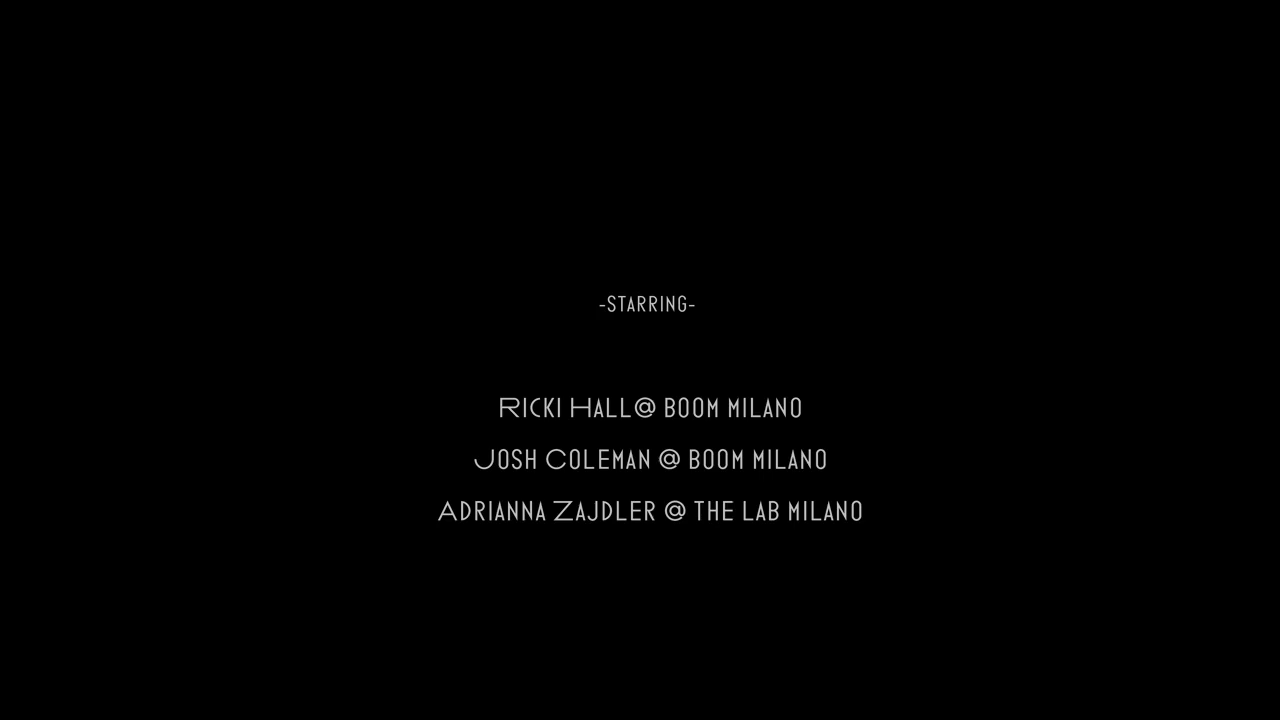 -STARRING-
RICKI HALL@ BOOM MILANO
JOSH COLEMAN @ BOOM MILANO
ADRIANNA ZAJDLER @ THE LAB MILANO